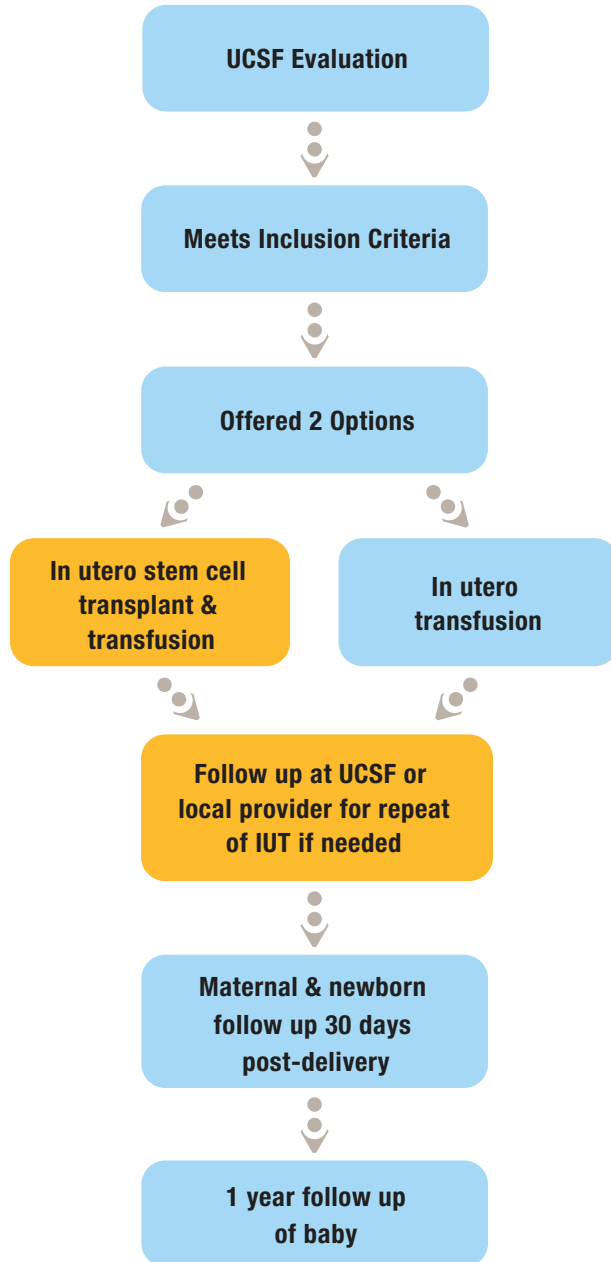 UCSF Evaluation
Meets Inclusion Criteria
Offered 2 Options
In utero stem cell
transplant &
transfusion
In utero
transfusion
Follow up at UCSF or
local provider for repeat
of IUT if needed
Maternal & newborn
follow up 30 days
post-delivery
1 year follow up
of baby